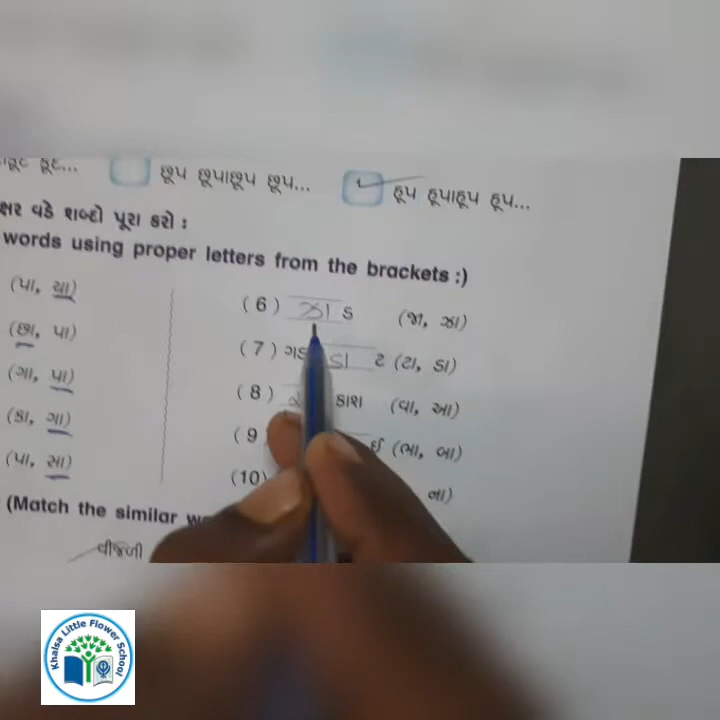 છૂપ છૂપાછૂપ છૂપ... હૂપ હૂપાહૂપ હૂપ...
ક્ષર વડે શબ્દો પૂરા કરો :
words using proper letters from the brackets :)
(પા, ચા)
(છા, પા)
(ગા, પા)
(કા, ગા)
(પા, સા)
(6) ઝા ડ (જા, ઝા)
(7) ગડ ડા ટ (ટા, ડા)
(8) કાશ (વા, આ)
(9 ઈ (ભા, બા)
(10) ના)
(Match the similar
વીજળી
Khalsa Little Flower School